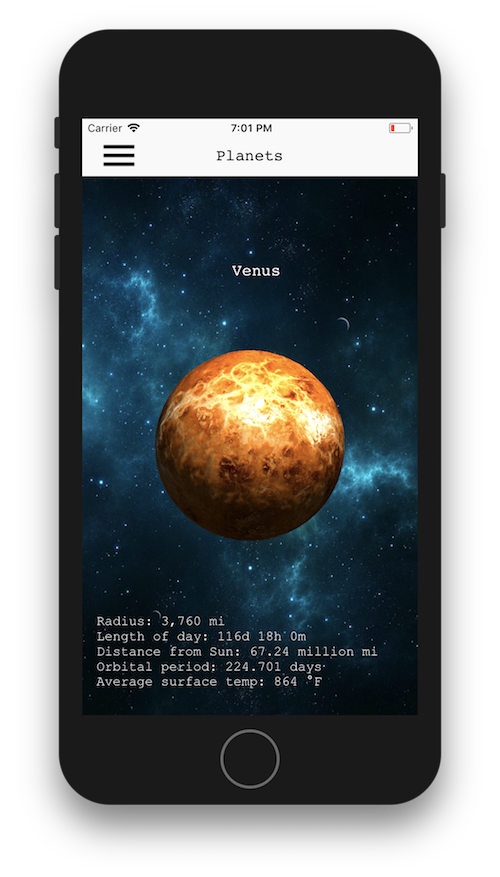 Carrier 7:01 PM
Planets
Venus
Radius: 3,760 mi
Length of day: 116d 18h 0m
Distance from Sun: 67.24 million mi
Orbital period: 224.701 days
Average surface temp: 864 °F